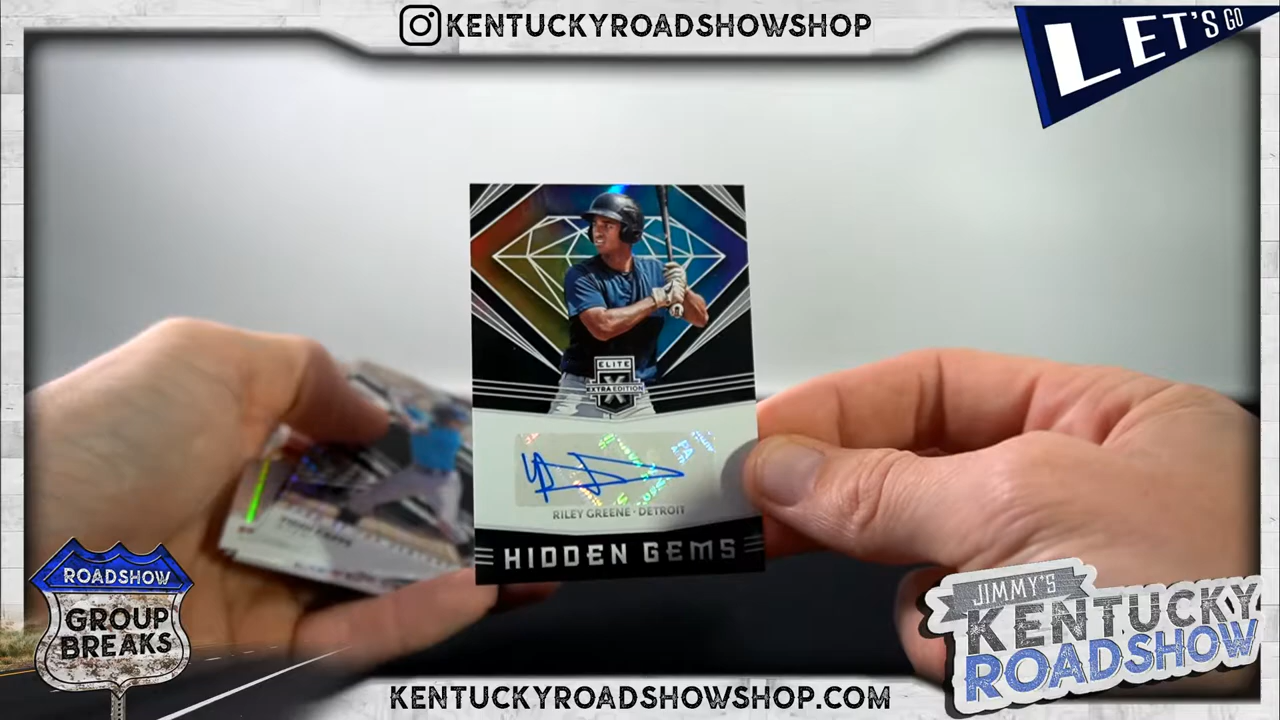 KENTUCKYROADSHOWSHOP
LET'S GO
ELITE
X
EXTRA EDITION
RILEY GREENE • DETROIT
HIDDEN GEMS
ROADSHOW
GROUP
BREAKS
JIMMY'S
KENTUCKY
ROADSHOW
KENTUCKYROADSHOWSHOP.COM